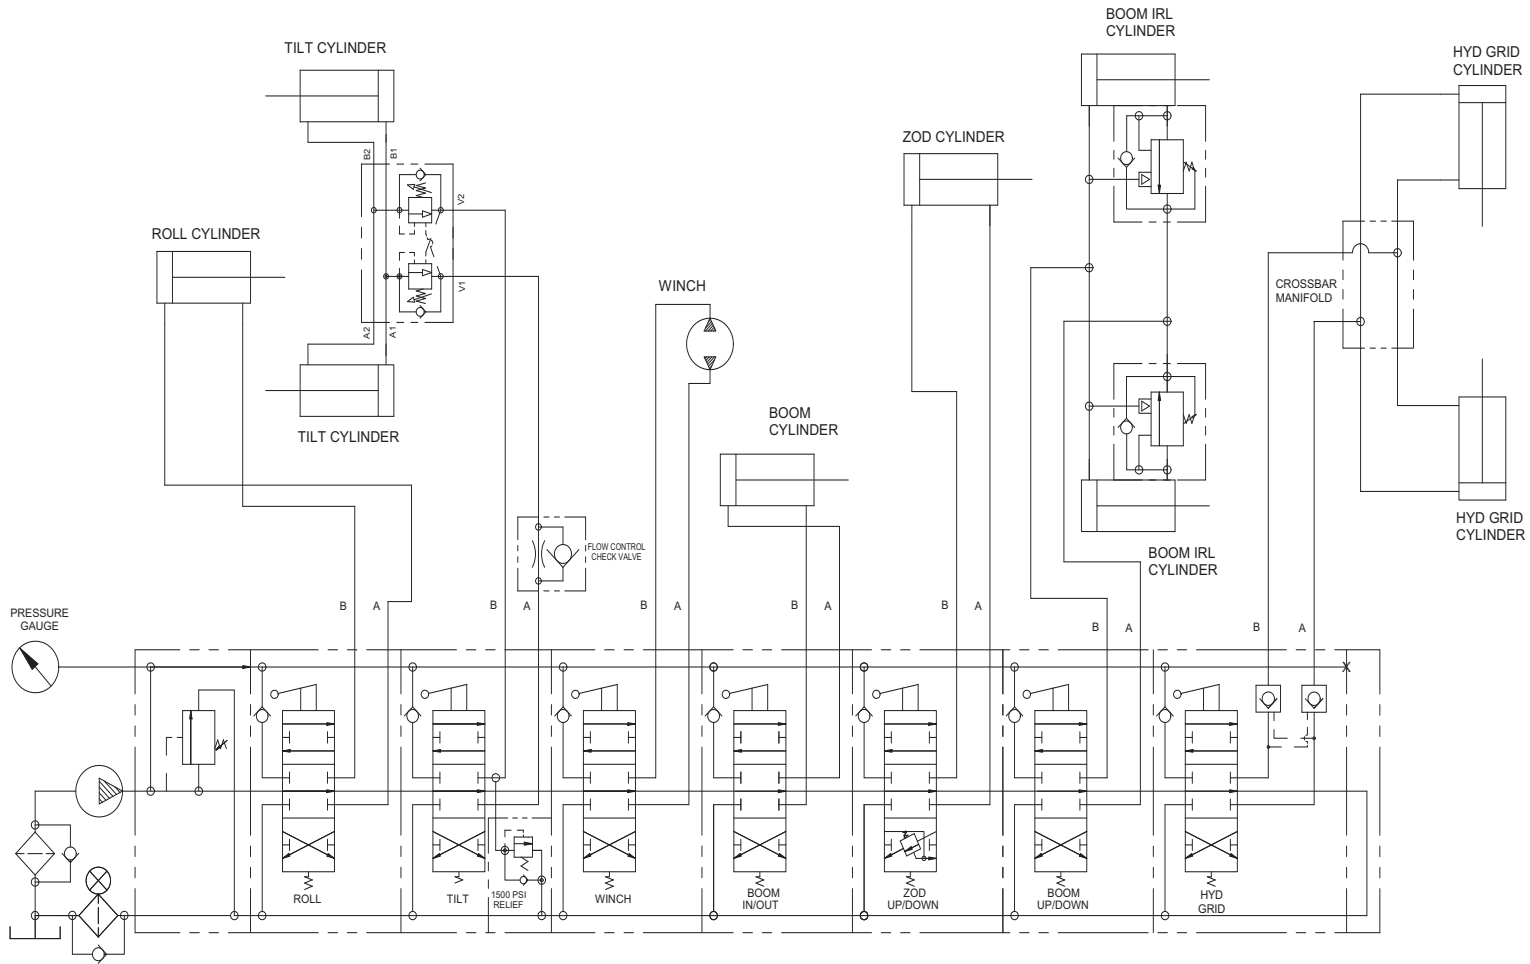 BOOM IRL
CYLINDER
TILT CYLINDER
HYD GRID
CYLINDER
ZOD CYLINDER
B2
B1
V2
ROLL CYLINDER
WINCH
CROSSBAR
MANIFOLD
V1
A2
A1
BOOM
CYLINDER
TILT CYLINDER
HYD GRID
CYLINDER
FLOW CONTROL
CHECK VALVE
BOOM IRL
CYLINDER
PRESSURE
GAUGE
B
A
B
A
B
A
B
A
B
A
B
A
B
A
X
ROLL
TILT
1500 PSI
RELIEF
WINCH
BOOM
IN/OUT
ZOD
UP/DOWN
BOOM
UP/DOWN
HYD
GRID